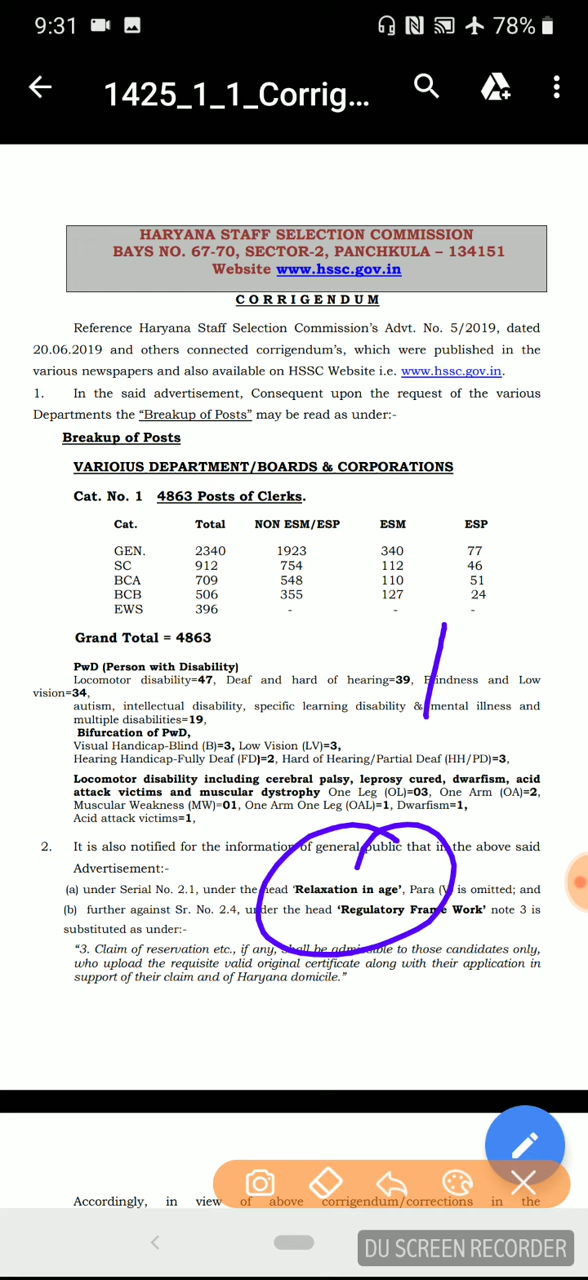 9:31
78%
1425_1_1_Corrig...
HARYANA STAFF SELECTION COMMISSION
BAYS NO. 67-70, SECTOR-2, PANCHKULA – 134151
Website www.hssc.gov.in
CORRIGENDUM
Reference Haryana Staff Selection Commission's Advt. No. 5/2019, dated
20.06.2019 and others connected corrigendum's, which were published in the
various newspapers and also available on HSSC Website i.e. www.hssc.gov.in.
1. In the said advertisement, Consequent upon the request of the various
Departments the "Breakup of Posts" may be read as under:-
Breakup of Posts
VARIOIUS DEPARTMENT/BOARDS & CORPORATIONS
Cat. No. 1 4863 Posts of Clerks.
Cat. Total NON ESM/ESP ESM ESP
GEN. 2340 1923 340 77
SC 912 754 112 46
BCA 709 548 110 51
BCB 506 355 127 24
EWS 396 - - -
Grand Total = 4863
PwD (Person with Disability)
Locomotor disability=47, Deaf and hard of hearing=39, Blindness and Low
vision=34,
autism, intellectual disability, specific learning disability & mental illness and
multiple disabilities=19,
Bifurcation of PwD,
Visual Handicap-Blind (B)=3, Low Vision (LV)=3,
Hearing Handicap-Fully Deaf (FD)=2, Hard of Hearing/Partial Deaf (HH/PD)=3,
Locomotor disability including cerebral palsy, leprosy cured, dwarfism, acid
attack victims and muscular dystrophy One Leg (OL)=03, One Arm (OA)=2,
Muscular Weakness (MW)=01, One Arm One Leg (OAL)=1, Dwarfism=1,
Acid attack victims=1,
2. It is also notified for the information of general public that in the above said
Advertisement:-
(a) under Serial No. 2.1, under the head 'Relaxation in age', Para (V) is omitted; and
(b) further against Sr. No. 2.4, under the head 'Regulatory Frame Work' note 3 is
substituted as under:-
"3. Claim of reservation etc., if any, shall be admissible to those candidates only,
who upload the requisite valid original certificate along with their application in
support of their claim and of Haryana domicile."
Accordingly, in view of above corrigendum/corrections in the
DU SCREEN RECORDER